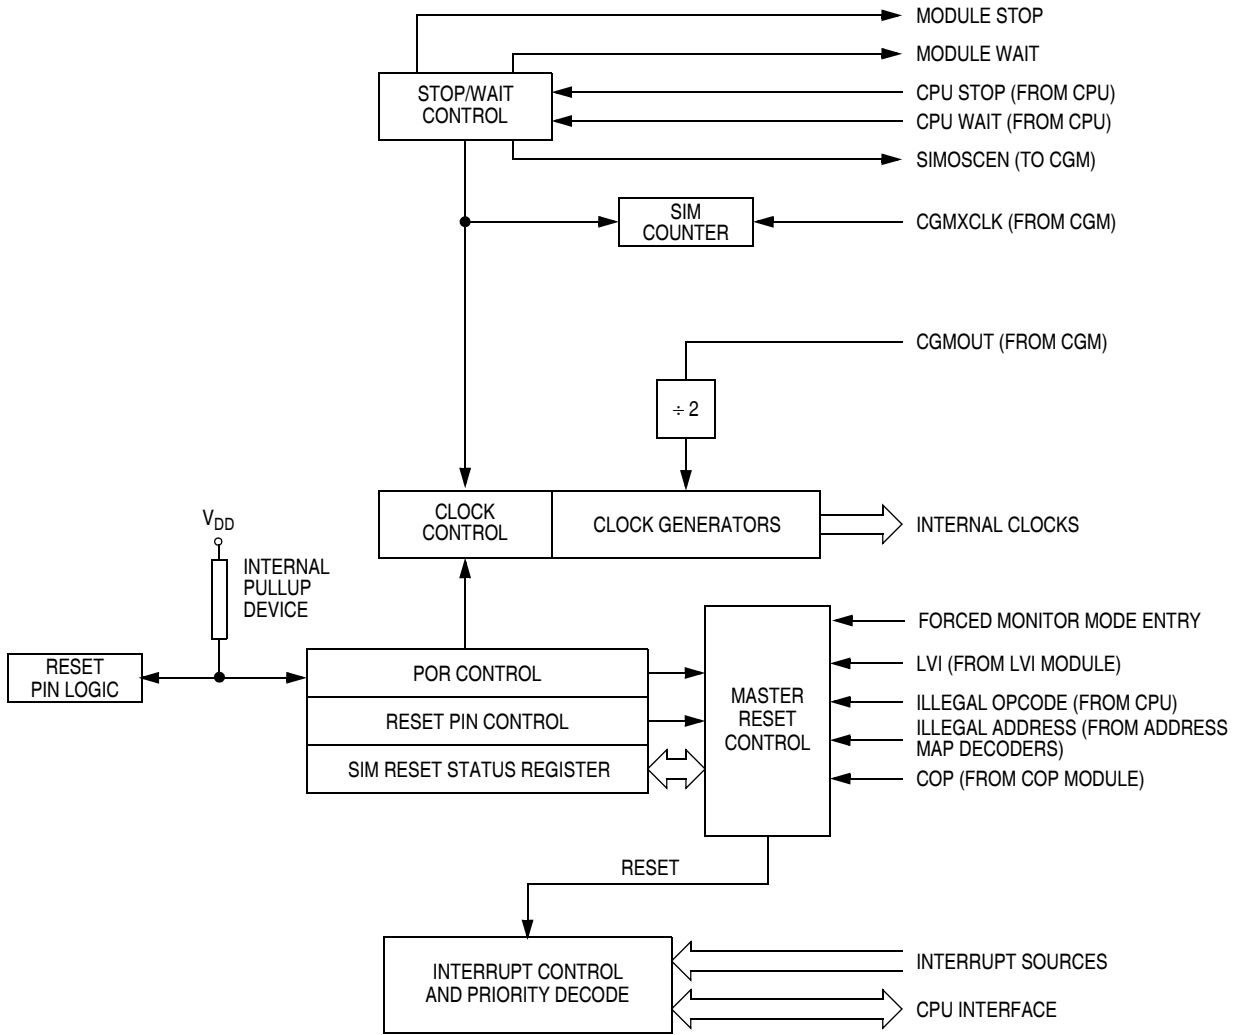 MODULE STOP
MODULE WAIT
STOP/WAIT
CONTROL
CPU STOP (FROM CPU)
CPU WAIT (FROM CPU)
SIMOSCEN (TO CGM)
SIM
COUNTER
CGMXCLK (FROM CGM)
CGMOUT (FROM CGM)
÷ 2
CLOCK
CONTROL
CLOCK GENERATORS
INTERNAL CLOCKS
VDD
INTERNAL
PULLUP
DEVICE
RESET
PIN LOGIC
POR CONTROL
RESET PIN CONTROL
SIM RESET STATUS REGISTER
MASTER
RESET
CONTROL
FORCED MONITOR MODE ENTRY
LVI (FROM LVI MODULE)
ILLEGAL OPCODE (FROM CPU)
ILLEGAL ADDRESS (FROM ADDRESS
MAP DECODERS)
COP (FROM COP MODULE)
RESET
INTERRUPT CONTROL
AND PRIORITY DECODE
INTERRUPT SOURCES
CPU INTERFACE